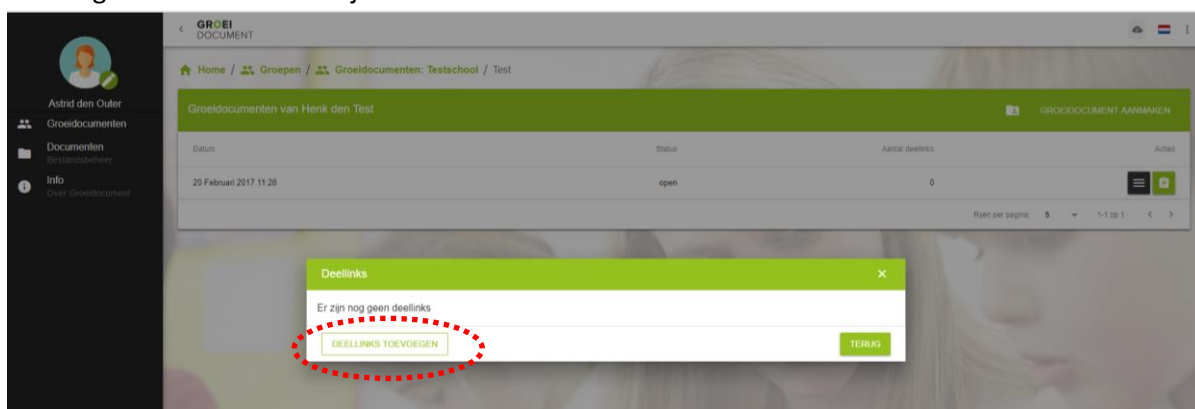 GROEI
DOCUMENT
Home / Groepen / Groeidocumenten: Testschool / Test
Astrid den Outer
Groeidocumenten
Documenten
Bestandsbeheer
Info
Over Groeidocument
Groeidocumenten van Henk den Test
GROEIDOCUMENT AANMAKEN
Datum Status Aantal deellinks Acties
20 Februari 2017 11:28 open 0
Rijen per pagina: 5 1-1 op 1
Deellinks
Er zijn nog geen deellinks
DEELLINKS TOEVOEGEN TERUG